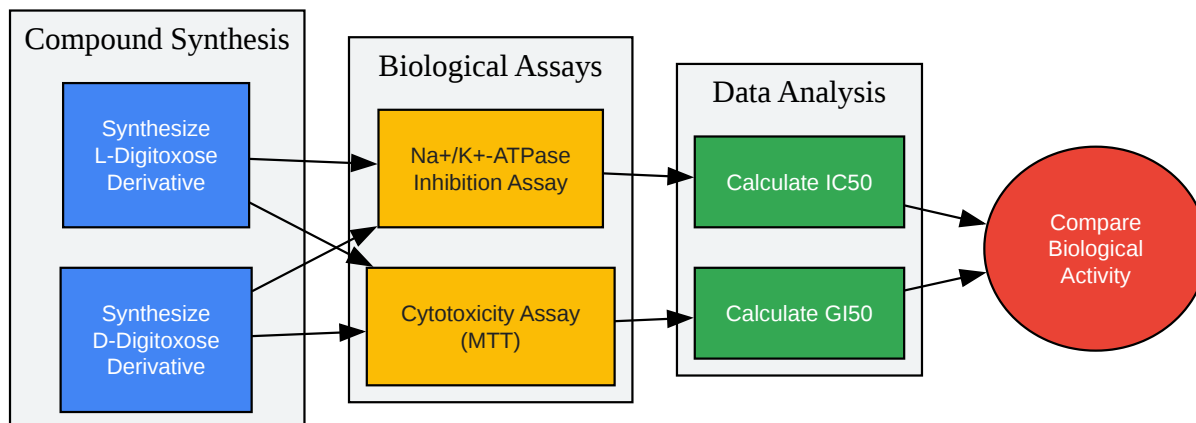 Compound Synthesis
Synthesize
L-Digitoxose
Derivative
Synthesize
D-Digitoxose
Derivative
Biological Assays
Na+/K+-ATPase
Inhibition Assay
Cytotoxicity Assay
(MTT)
Data Analysis
Calculate IC50
Calculate GI50
Compare
Biological
Activity